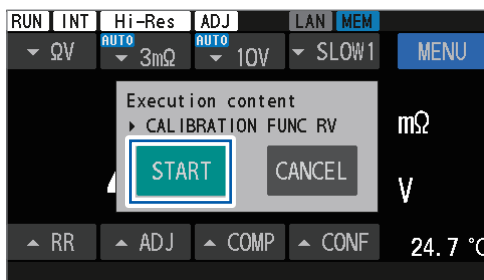 RUN INT Hi-Res ADJ LAN MEM
ΩV AUTO 3mΩ AUTO 10V SLOW1 MENU
Execution content
CALIBRATION FUNC RV
mΩ
START CANCEL
V
RR ADJ COMP CONF 24.7 °C